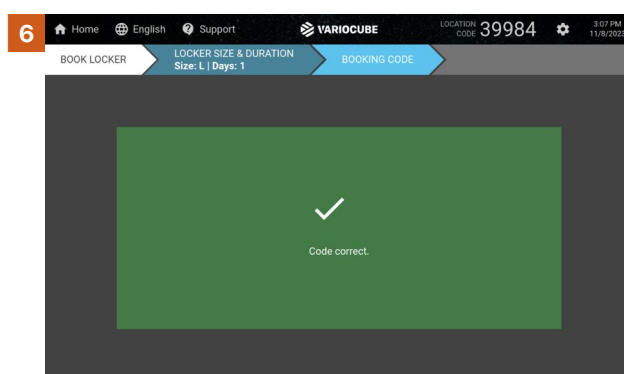 6
Home English Support VARIOCUBE LOCATION CODE 39984 3:07 PM
11/8/2023
BOOK LOCKER
LOCKER SIZE & DURATION
Size: L | Days: 1
BOOKING CODE
Code correct.